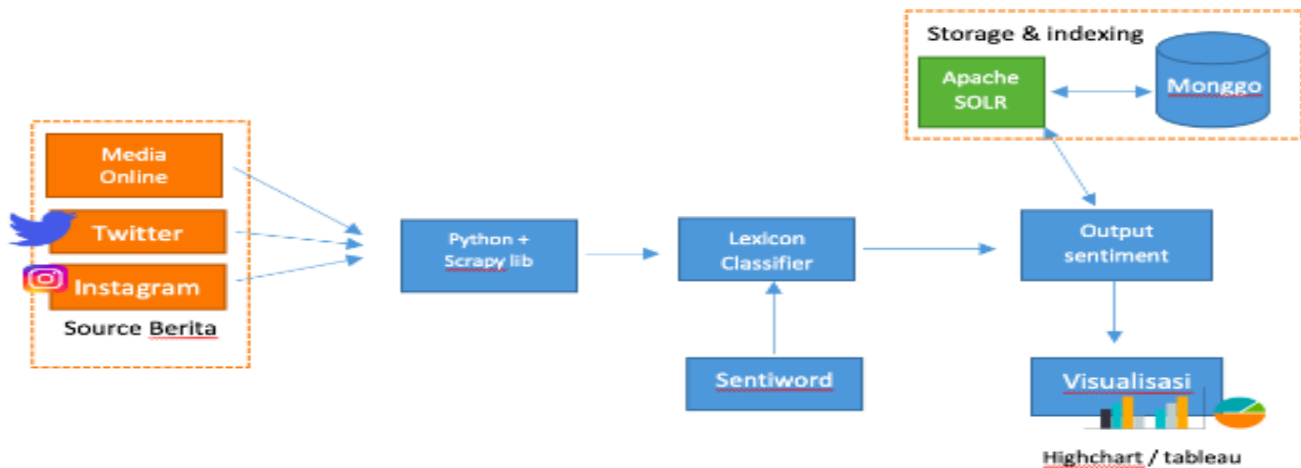 Storage & indexing
Apache
SOLR
Monggo
Media
Online
Twitter
Instagram
Source Berita
Python +
Scrapy lib
Lexicon
Classifier
Output
sentiment
Sentiword
Visualisasi
Highchart / tableau